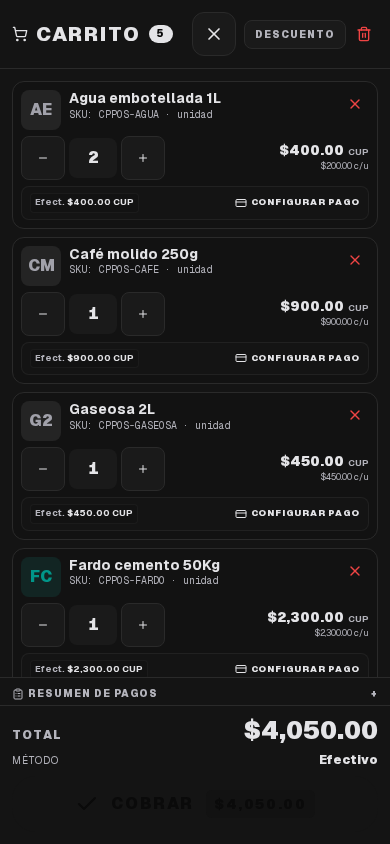 CARRITO 5 DESCUENTO
AE Agua embotellada 1L
SKU: CPPOS-AGUA · unidad
− 2 + $400.00 CUP
$200.00 c/u
Efect. $400.00 CUP CONFIGURAR PAGO
CM Café molido 250g
SKU: CPPOS-CAFE · unidad
− 1 + $900.00 CUP
$900.00 c/u
Efect. $900.00 CUP CONFIGURAR PAGO
G2 Gaseosa 2L
SKU: CPPOS-GASEOSA · unidad
− 1 + $450.00 CUP
$450.00 c/u
Efect. $450.00 CUP CONFIGURAR PAGO
FC Fardo cemento 50Kg
SKU: CPPOS-FARDO · unidad
− 1 + $2,300.00 CUP
$2,300.00 c/u
Efect. $2,300.00 CUP CONFIGURAR PAGO
RESUMEN DE PAGOS +
TOTAL $4,050.00
MÉTODO Efectivo
COBRAR $4,050.00